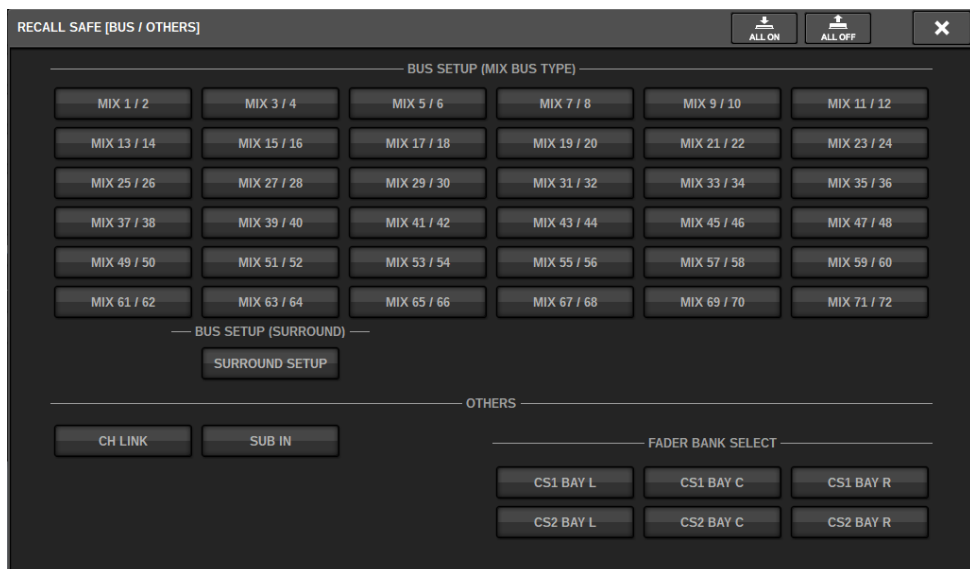 RECALL SAFE [BUS / OTHERS]
ALL ON ALL OFF
BUS SETUP (MIX BUS TYPE)
MIX 1 / 2 MIX 3 / 4 MIX 5 / 6 MIX 7 / 8 MIX 9 / 10 MIX 11 / 12
MIX 13 / 14 MIX 15 / 16 MIX 17 / 18 MIX 19 / 20 MIX 21 / 22 MIX 23 / 24
MIX 25 / 26 MIX 27 / 28 MIX 29 / 30 MIX 31 / 32 MIX 33 / 34 MIX 35 / 36
MIX 37 / 38 MIX 39 / 40 MIX 41 / 42 MIX 43 / 44 MIX 45 / 46 MIX 47 / 48
MIX 49 / 50 MIX 51 / 52 MIX 53 / 54 MIX 55 / 56 MIX 57 / 58 MIX 59 / 60
MIX 61 / 62 MIX 63 / 64 MIX 65 / 66 MIX 67 / 68 MIX 69 / 70 MIX 71 / 72
BUS SETUP (SURROUND)
SURROUND SETUP
OTHERS
CH LINK SUB IN
FADER BANK SELECT
CS1 BAY L CS1 BAY C CS1 BAY R
CS2 BAY L CS2 BAY C CS2 BAY R